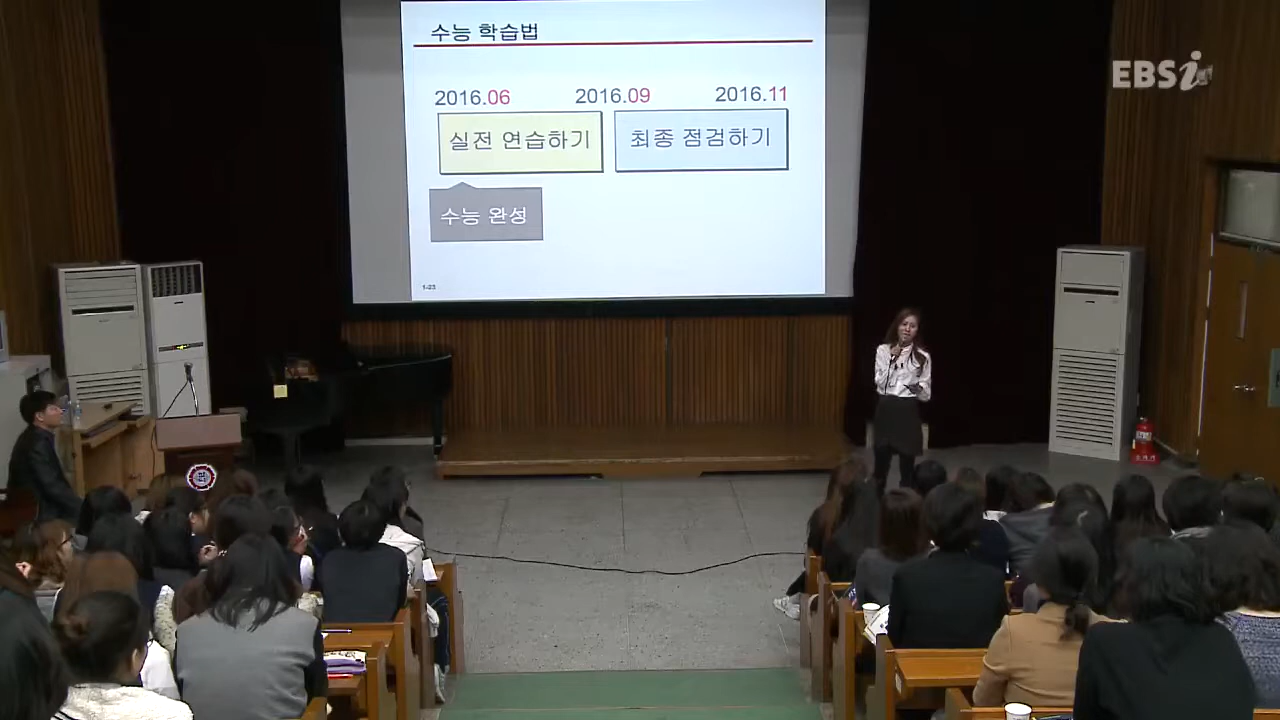 수능 학습법
EBSi
2016.06 2016.09 2016.11
실전 연습하기 최종 점검하기
수능 완성
1-23